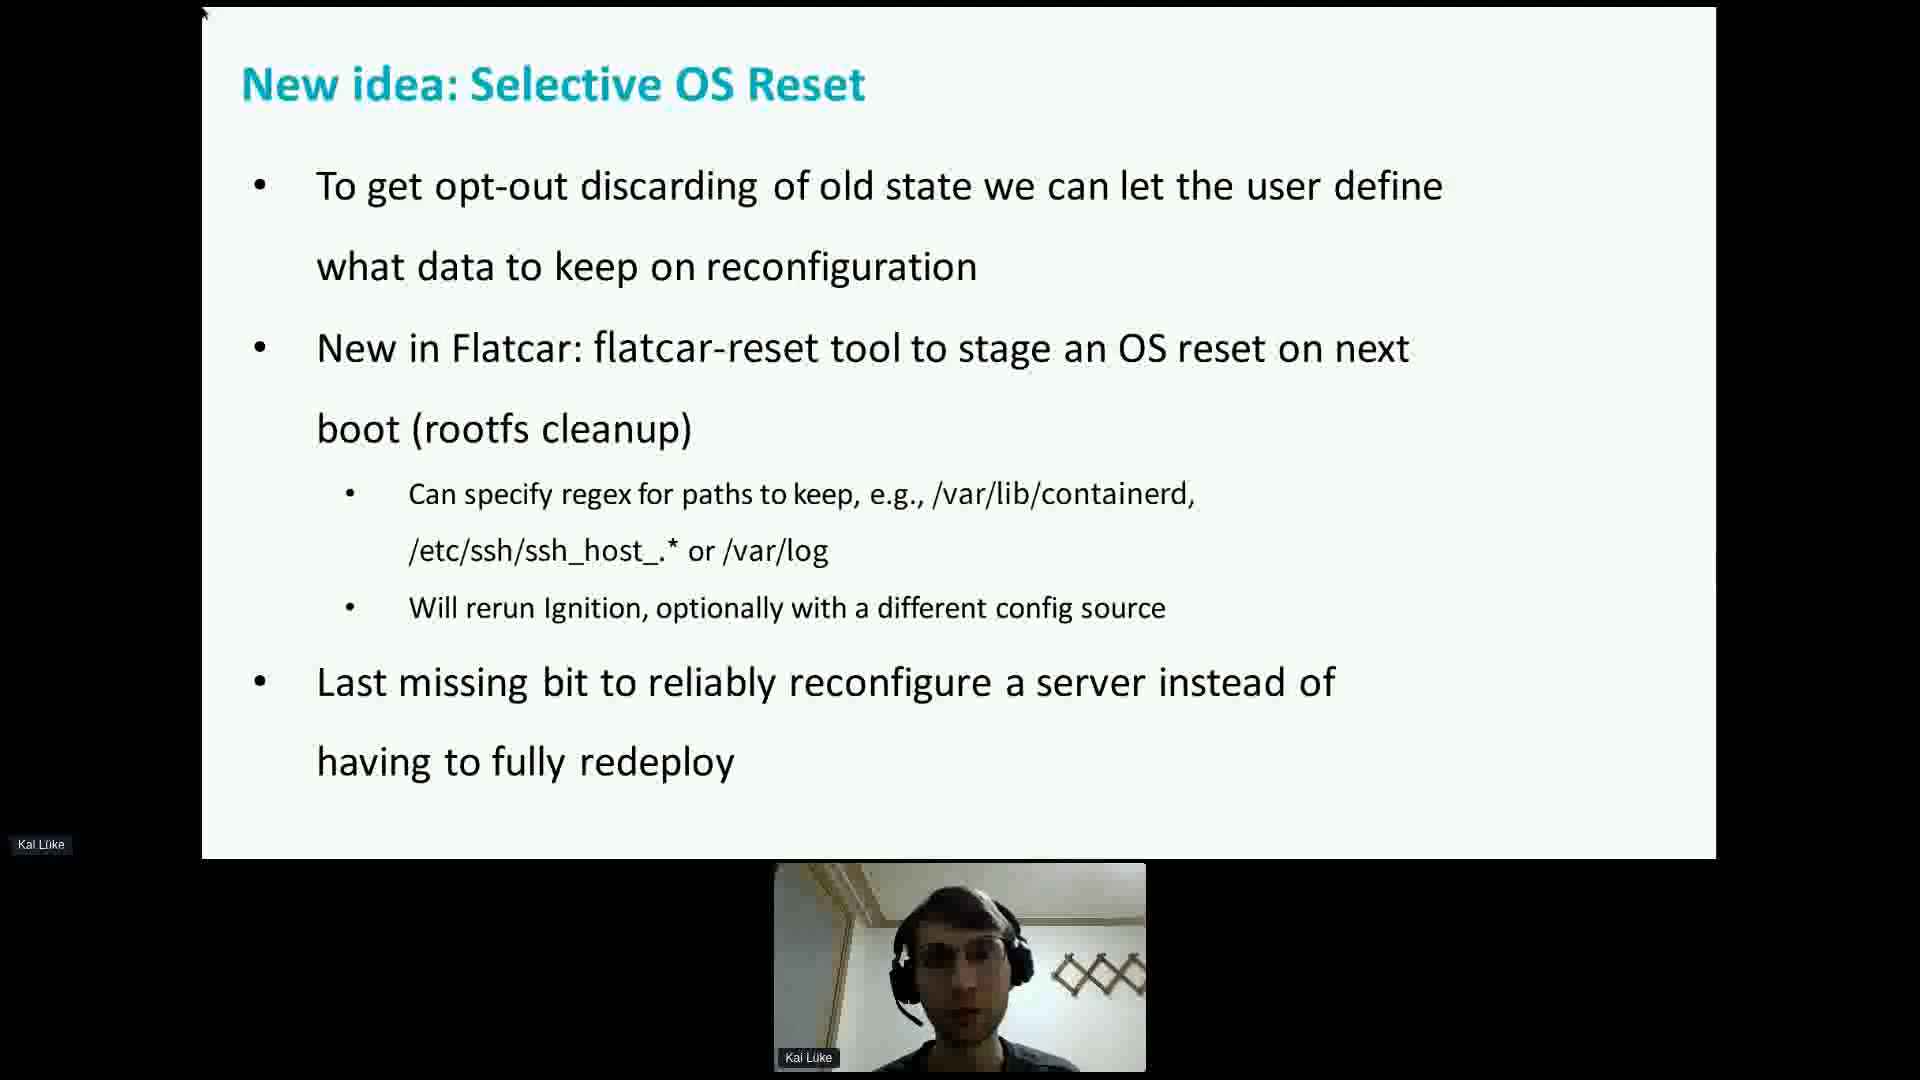 New idea: Selective OS Reset
• To get opt-out discarding of old state we can let the user define
what data to keep on reconfiguration
• New in Flatcar: flatcar-reset tool to stage an OS reset on next
boot (rootfs cleanup)
• Can specify regex for paths to keep, e.g., /var/lib/containerd,
/etc/ssh/ssh_host_.* or /var/log
• Will rerun Ignition, optionally with a different config source
• Last missing bit to reliably reconfigure a server instead of
having to fully redeploy
Kai Lüke
Kai Lüke